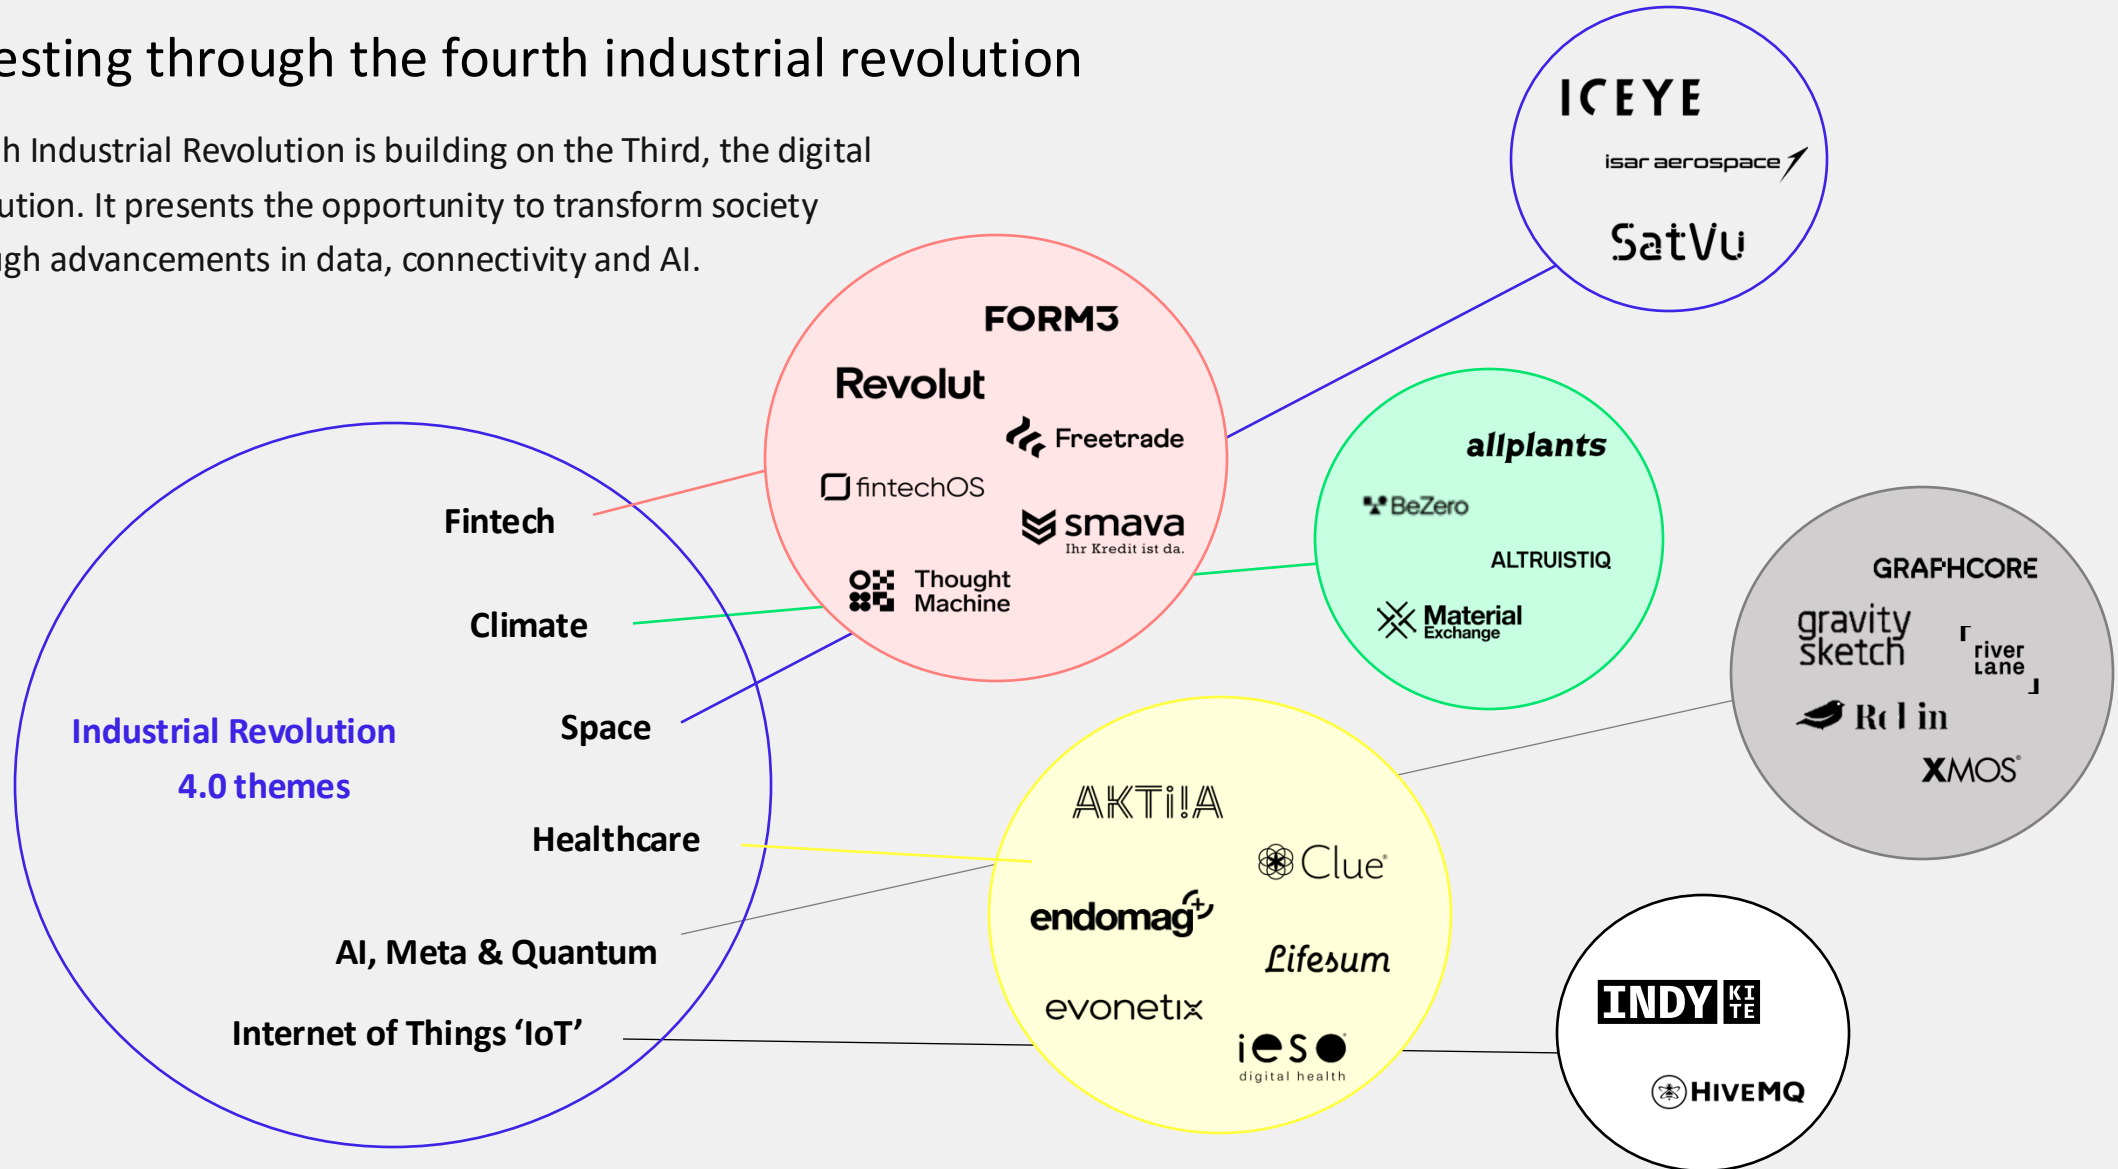 esting through the fourth industrial revolution
h Industrial Revolution is building on the Third, the digital
ution. It presents the opportunity to transform society
gh advancements in data, connectivity and AI.
Industrial Revolution
4.0 themes
Fintech
Climate
Space
Healthcare
AI, Meta & Quantum
Internet of Things ‘IoT’
FORM3
Revolut
Freetrade
fintechOS
smava
Ihr Kredit ist da.
Thought
Machine
ICEYE
isar aerospace
SatVu
allplants
BeZero
ALTRUISTIQ
Material
Exchange
AKTi!A
Clue
endomag+
Lifesum
evonetix
ieso
digital health
GRAPHCORE
gravity
sketch
river
Lane
XMOS
INDY KI
TE
HIVEMQ